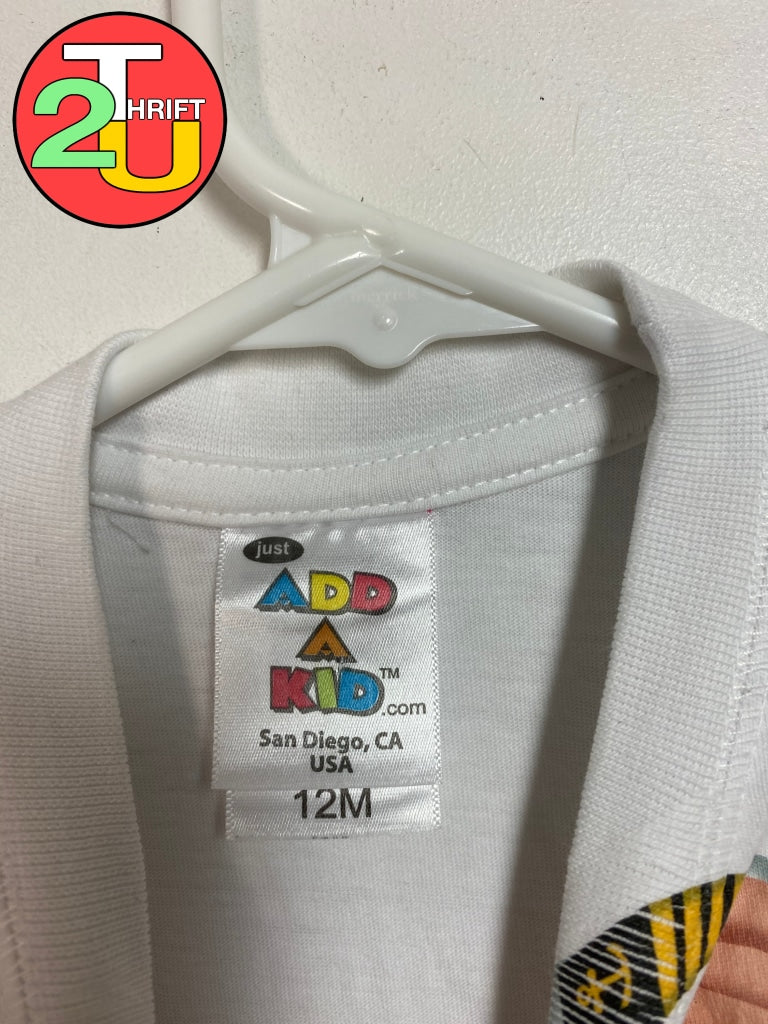 T
2 HRIFT
U
just
ADD
A
KID™
.com
San Diego, CA
USA
12M